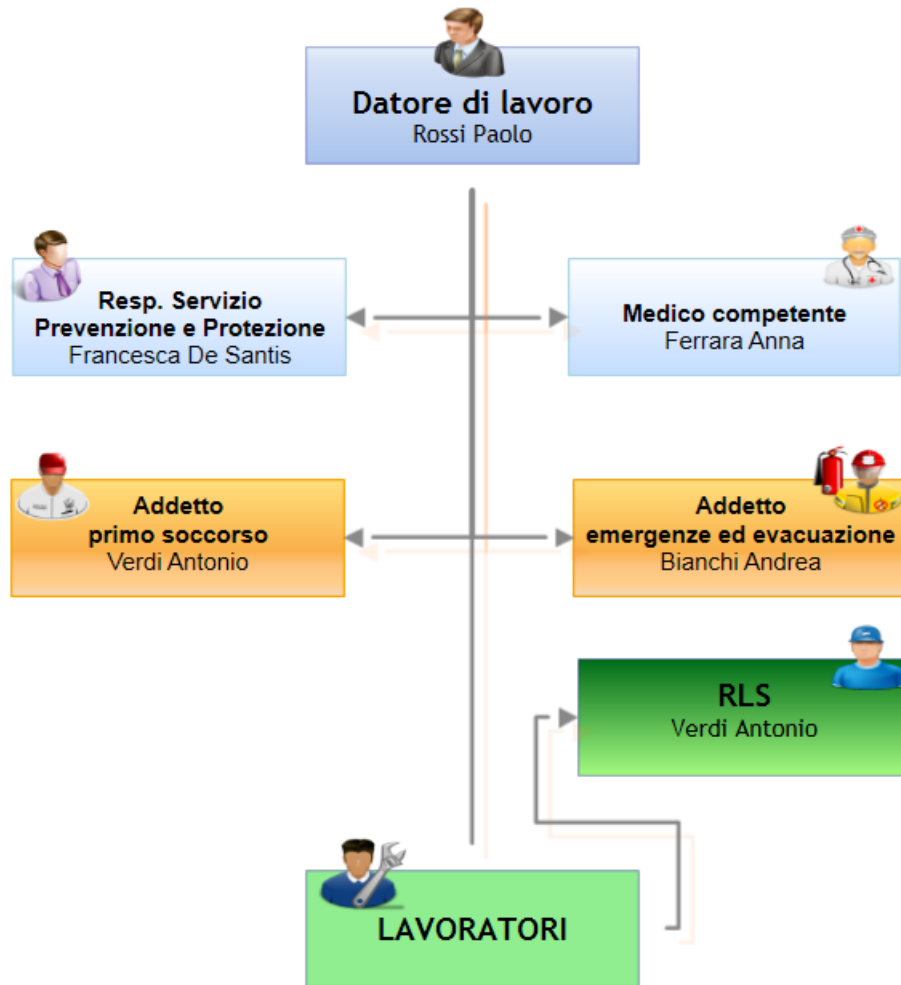 Datore di lavoro
Rossi Paolo
Resp. Servizio
Prevenzione e Protezione
Francesca De Santis
Medico competente
Ferrara Anna
Addetto
primo soccorso
Verdi Antonio
Addetto
emergenze ed evacuazione
Bianchi Andrea
RLS
Verdi Antonio
LAVORATORI